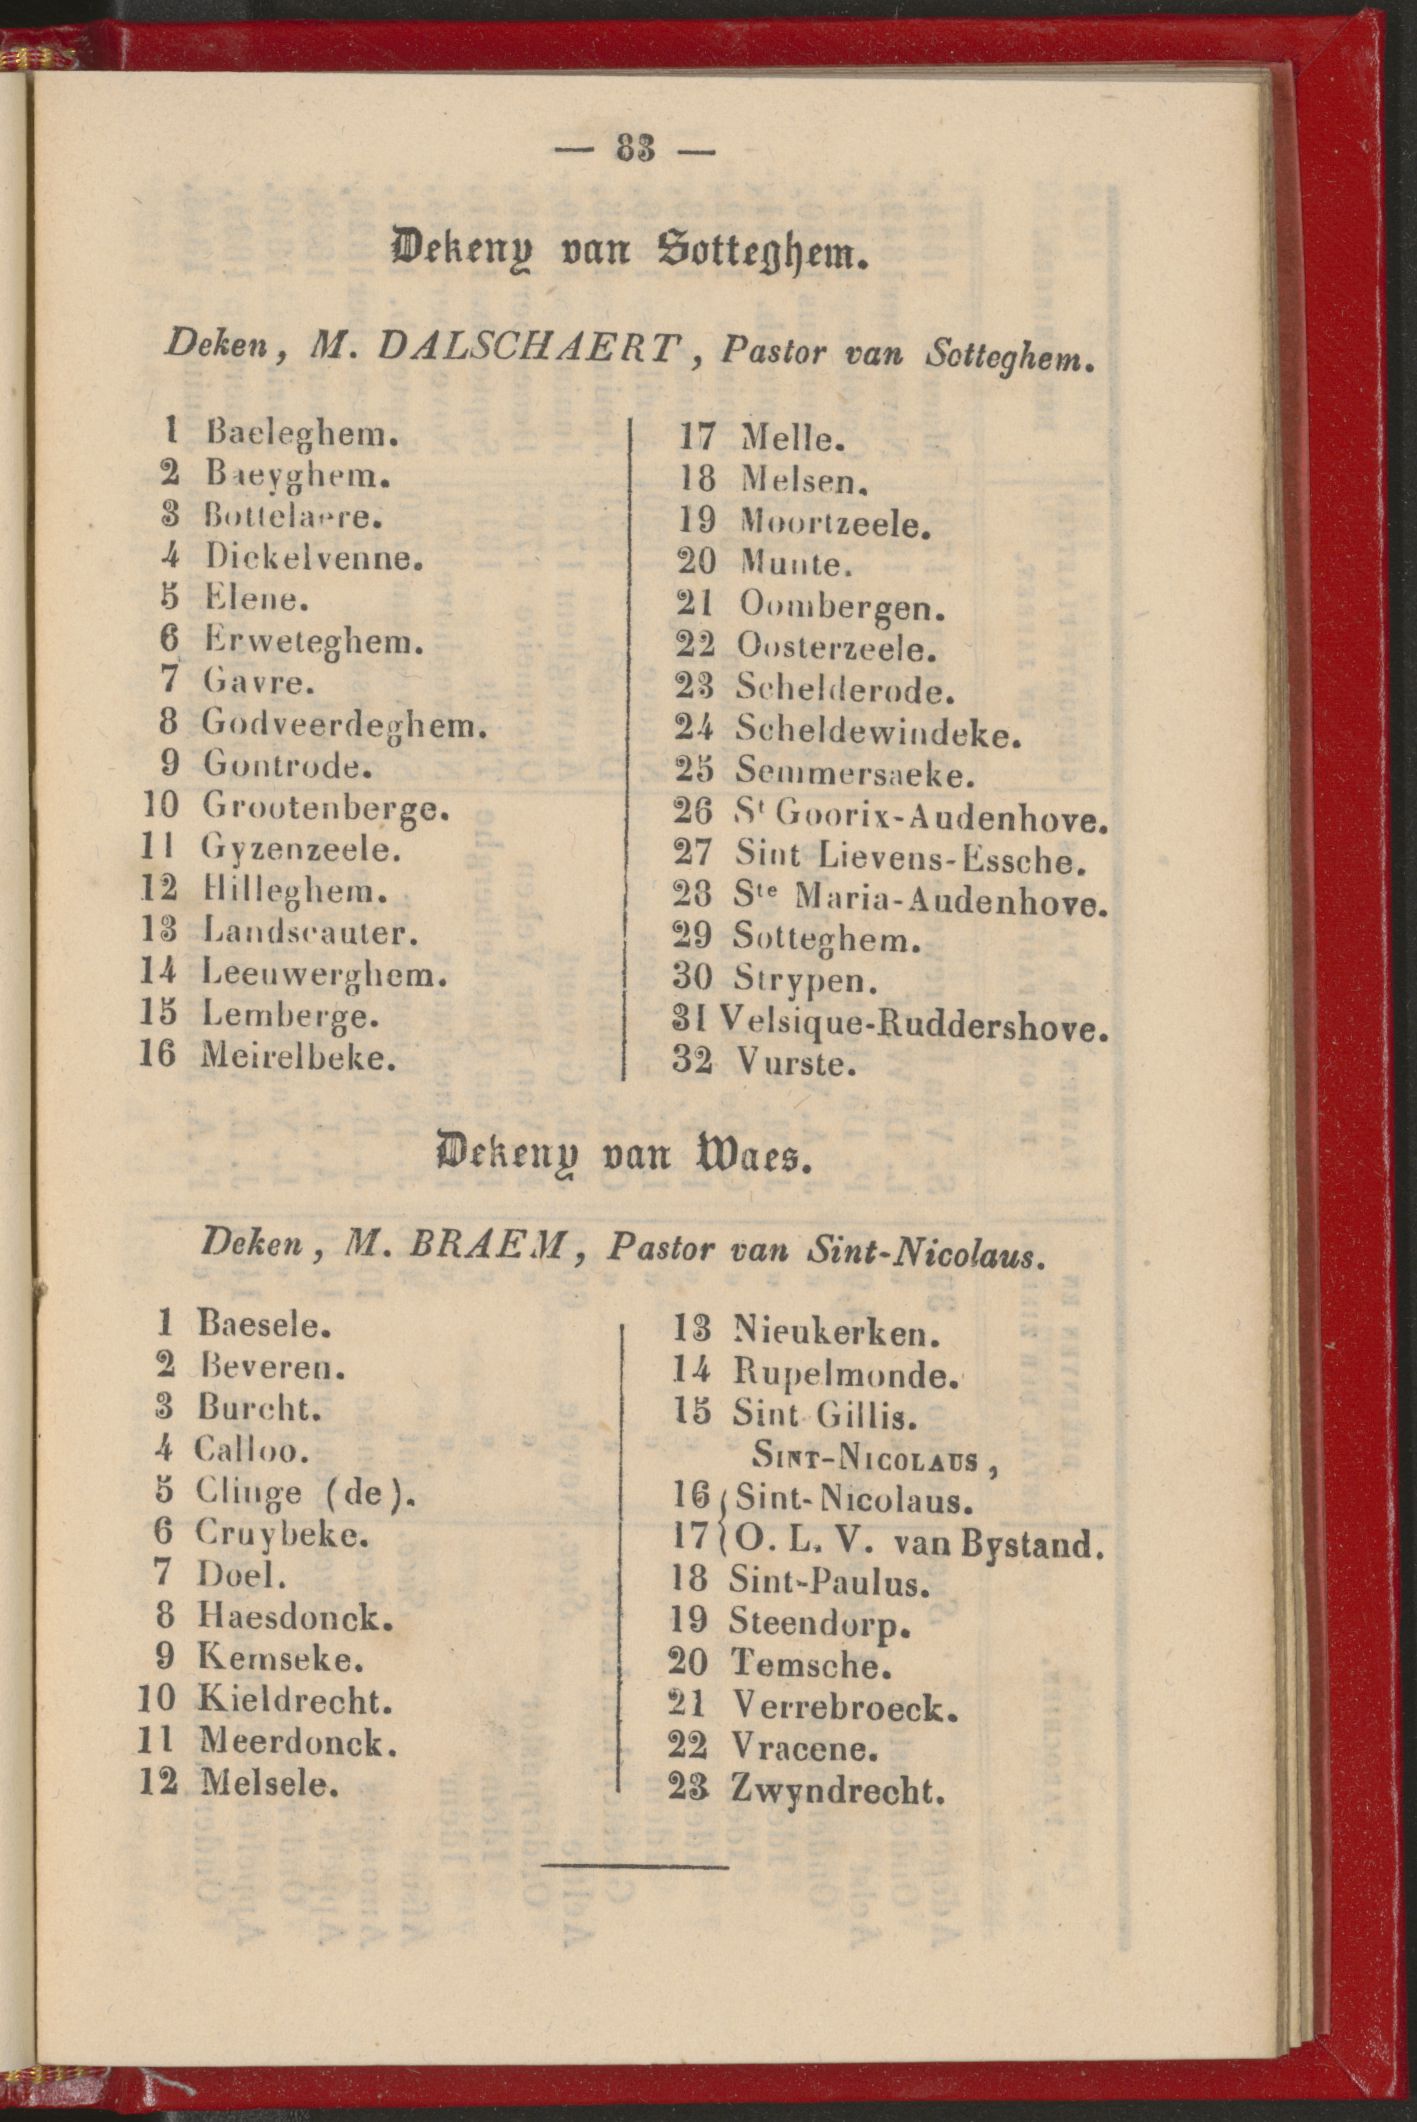 — 83 —
Dekeny van Sotteghem.
Deken, M. DALSCHAERT, Pastor van Sotteghem.
1 Baeleghem.
2 Baeyghem.
3 Bottelaere.
4 Dickelvenne.
5 Elene.
6 Erweteghem.
7 Gavre.
8 Godveerdeghem.
9 Gontrode.
10 Grootenberge.
11 Gyzenzeele.
12 Hilleghem.
13 Landscauter.
14 Leeuwerghem.
15 Lemberge.
16 Meirelbeke.
17 Melle.
18 Melsen.
19 Moortzeele.
20 Munte.
21 Oombergen.
22 Oosterzeele.
23 Schelderode.
24 Scheldewindeke.
25 Semmersaeke.
26 St Goorix-Audenhove.
27 Sint Lievens-Essche.
28 Ste Maria-Audenhove.
29 Sotteghem.
30 Strypen.
31 Velsique-Ruddershove.
32 Vurste.
Dekeny van Waes.
Deken, M. BRAEM, Pastor van Sint-Nicolaus.
1 Baesele.
2 Beveren.
3 Burcht.
4 Calloo.
5 Clinge (de).
6 Cruybeke.
7 Doel.
8 Haesdonck.
9 Kemseke.
10 Kieldrecht.
11 Meerdonck.
12 Melsele.
13 Nieukerken.
14 Rupelmonde.
15 Sint Gillis.
SINT-NICOLAUS,
16 Sint-Nicolaus.
17 O. L. V. van Bystand.
18 Sint-Paulus.
19 Steendorp.
20 Temsche.
21 Verrebroeck.
22 Vracene.
23 Zwyndrecht.